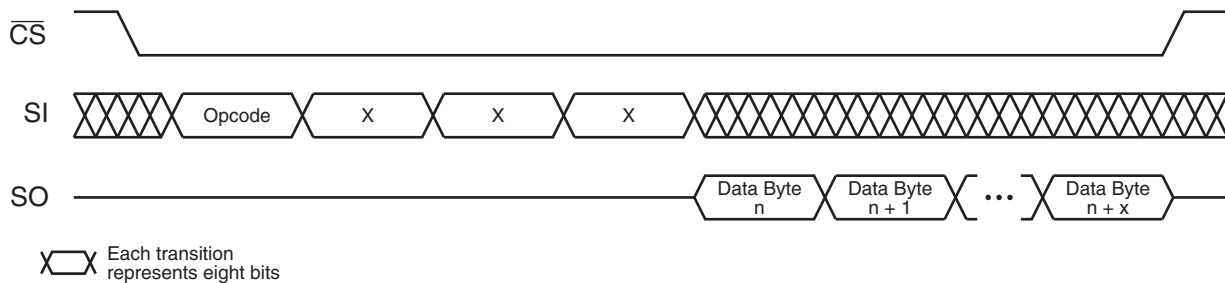 CS
SI
Opcode
X
X
X
SO
Data Byte
n
Data Byte
n + 1
•••
Data Byte
n + x
Each transition
represents eight bits